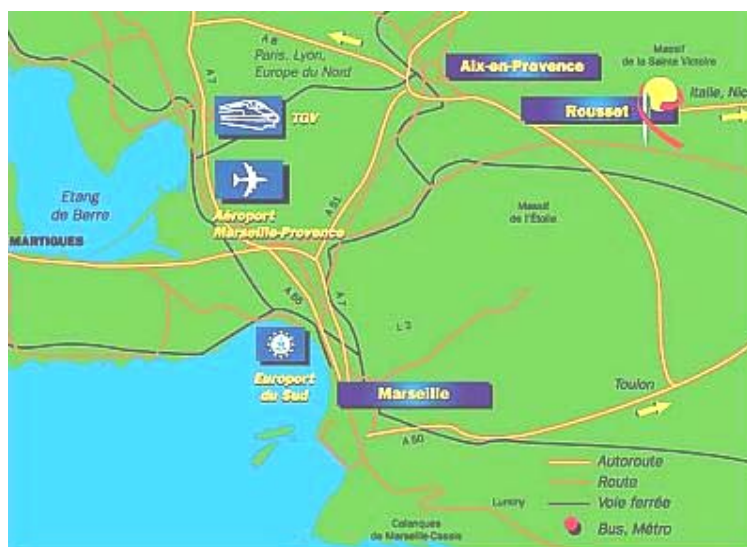 A 8
Paris, Lyon,
Europe du Nord
A 7
Aix-en-Provence
Massif
de la Sainte Victoire
Rousset
Italie, Nic
TGV
Etang
de Berre
MARTIGUES
Aéroport
Marseille-Provence
A 51
Massif
de l'Étoile
A 55
A 7
L 2
Europort
du Sud
Marseille
Toulon
A 50
Autoroute
Route
Voie ferrée
Bus, Métro
Luminy
Calanques
de Marseille-Cassis